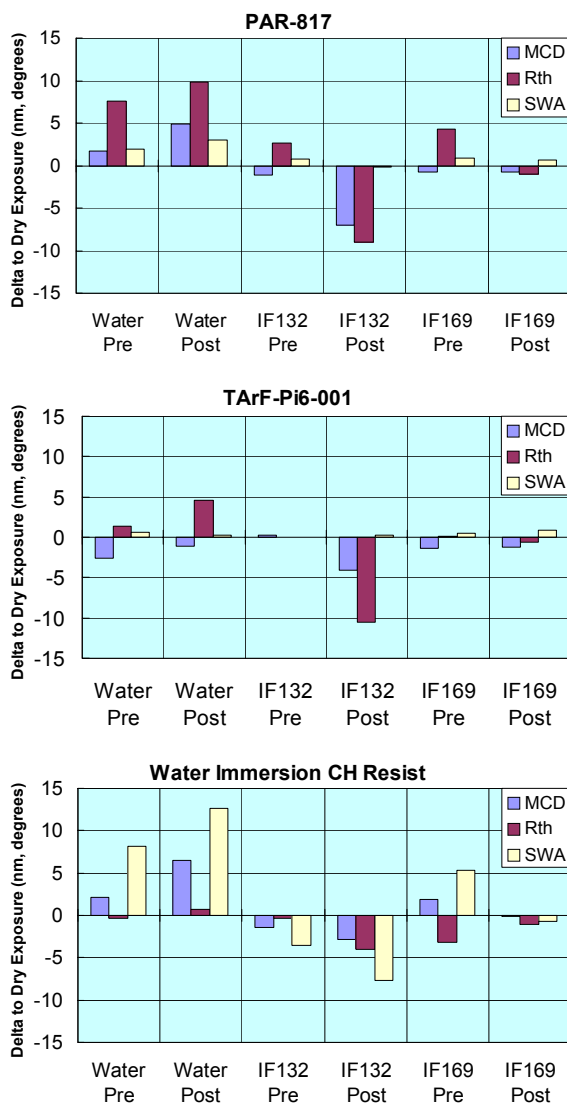 PAR-817
Delta to Dry Exposure (nm, degrees)
15
10
5
0
-5
-10
-15
MCD
Rth
SWA
Water Pre
Water Post
IF132 Pre
IF132 Post
IF169 Pre
IF169 Post
TArF-Pi6-001
Delta to Dry Exposure (nm, degrees)
15
10
5
0
-5
-10
-15
MCD
Rth
SWA
Water Pre
Water Post
IF132 Pre
IF132 Post
IF169 Pre
IF169 Post
Water Immersion CH Resist
Delta to Dry Exposure (nm, degrees)
15
10
5
0
-5
-10
-15
MCD
Rth
SWA
Water Pre
Water Post
IF132 Pre
IF132 Post
IF169 Pre
IF169 Post